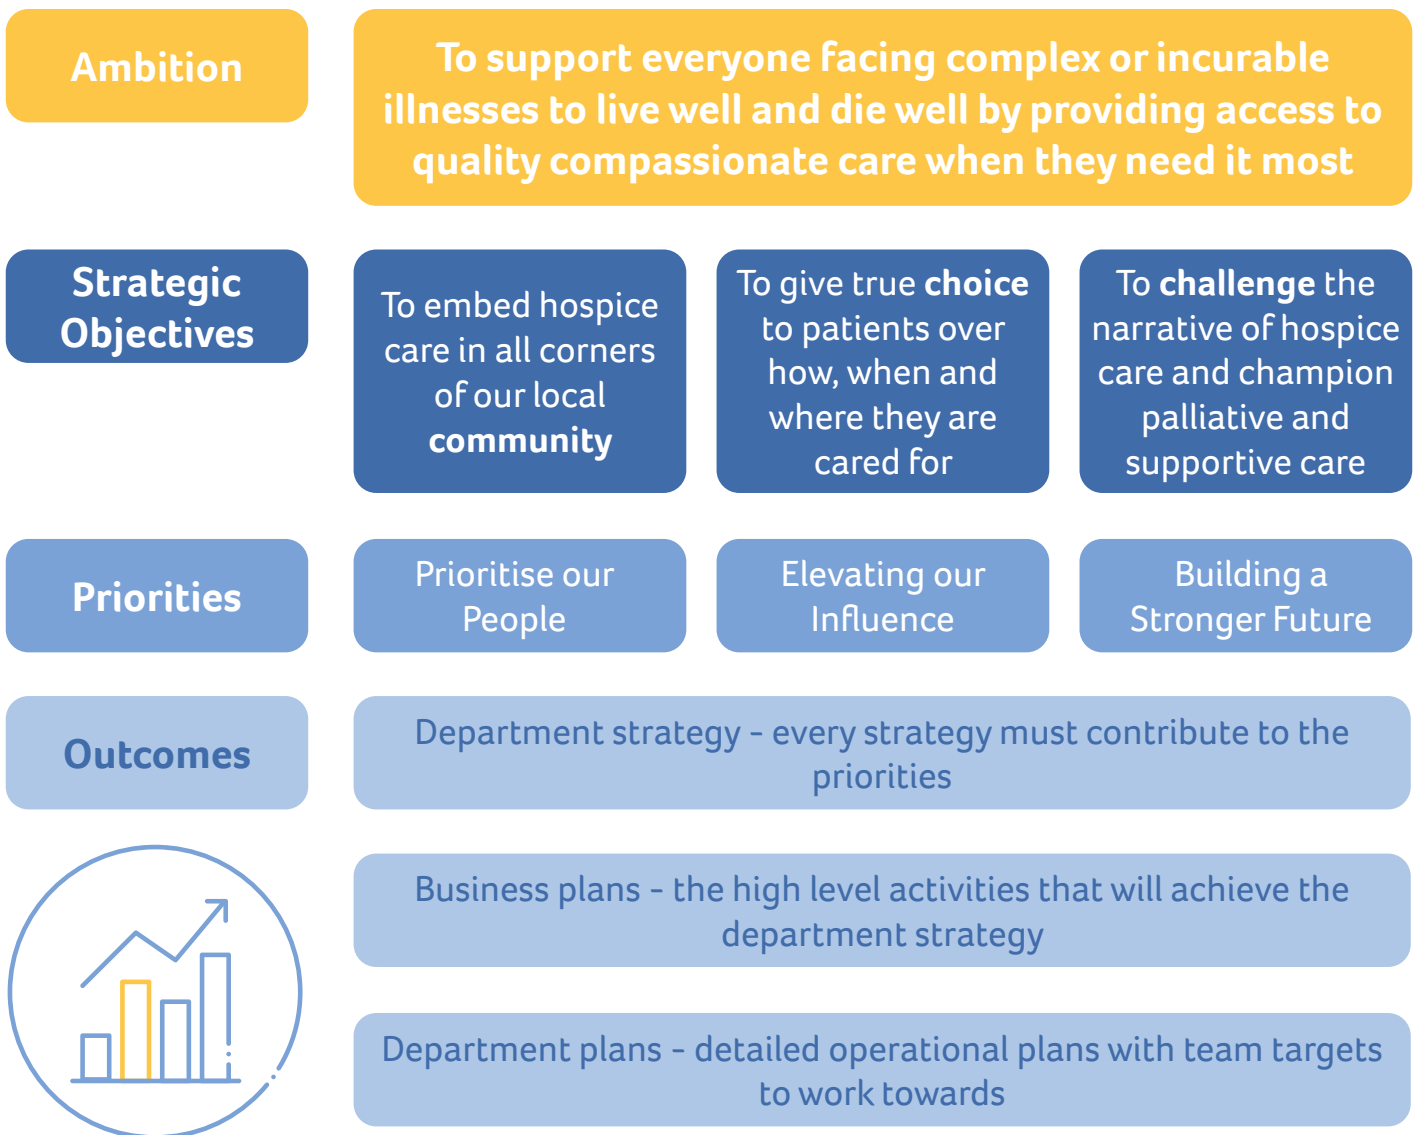 Ambition
To support everyone facing complex or incurable
illnesses to live well and die well by providing access to
quality compassionate care when they need it most
Strategic
Objectives
To embed hospice
care in all corners
of our local
community
To give true choice
to patients over
how, when and
where they are
cared for
To challenge the
narrative of hospice
care and champion
palliative and
supportive care
Priorities
Prioritise our
People
Elevating our
Influence
Building a
Stronger Future
Outcomes
Department strategy - every strategy must contribute to the
priorities
Business plans - the high level activities that will achieve the
department strategy
Department plans - detailed operational plans with team targets
to work towards